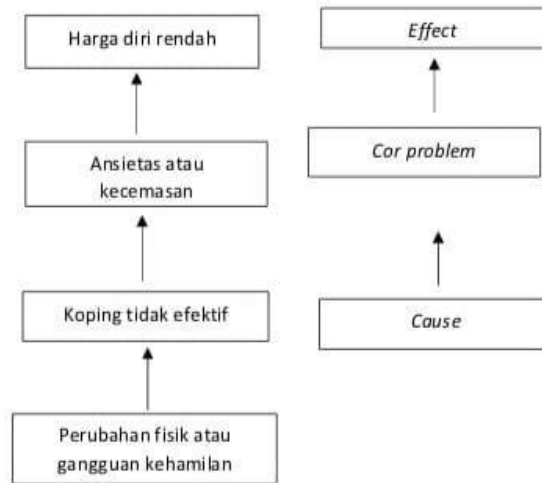 Harga diri rendah
Ansietas atau
kecemasan
Koping tidak efektif
Perubahan fisik atau
gangguan kehamilan
Effect
Cor problem
Cause